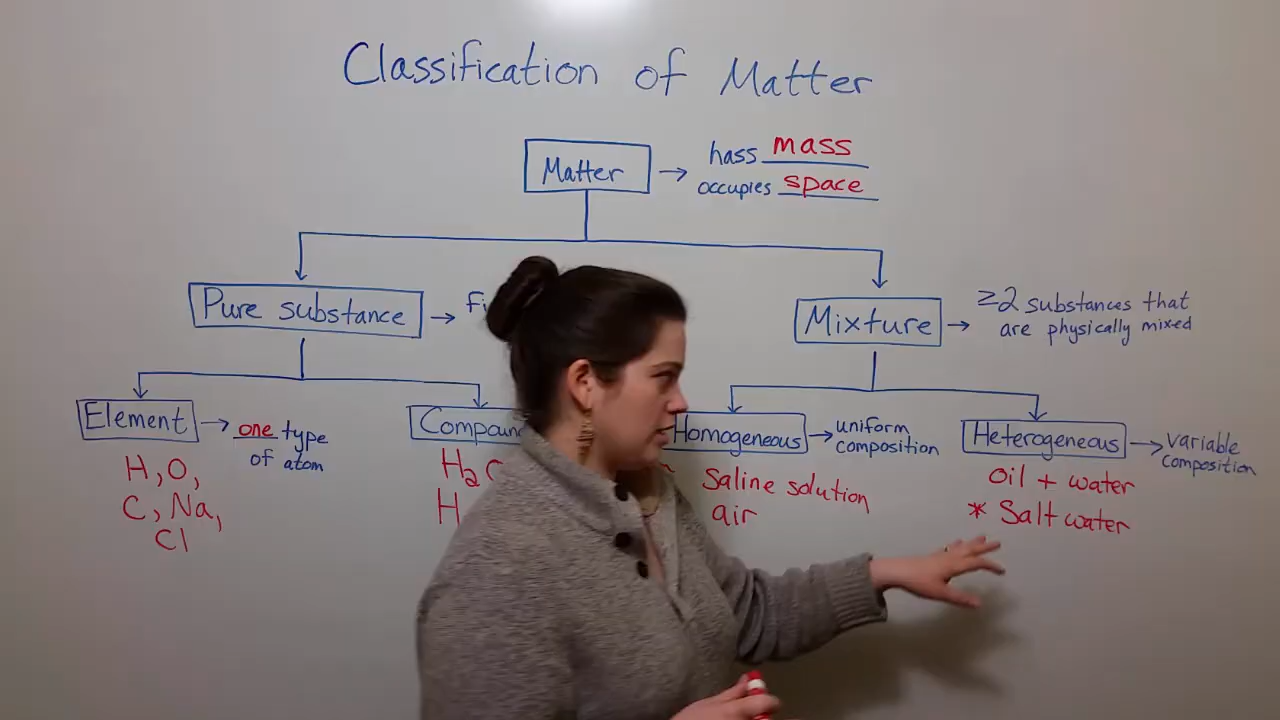 Classification of Matter
Matter → hass mass
occupies space
Pure substance →
Mixture → ≥2 substances that
are physically mixed
Element → one type
of atom
H, O,
C, Na,
Cl
H₂
H
Homogeneous → uniform
composition
saline solution
air
Heterogeneous → variable
composition
oil + water
* Salt water